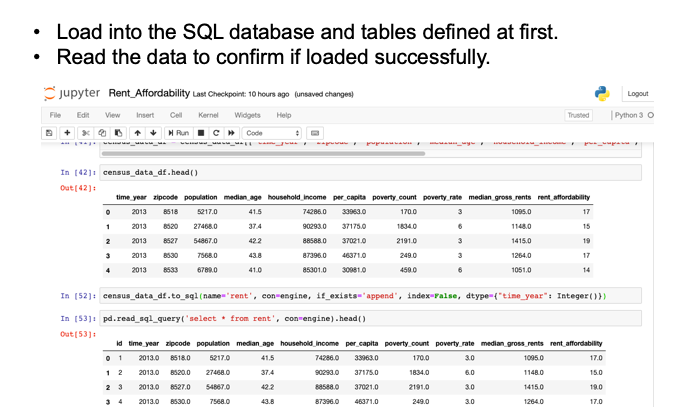 • Load into the SQL database and tables defined at first.
• Read the data to confirm if loaded successfully.
jupyter Rent_Affordability Last Checkpoint: 10 hours ago (unsaved changes) Logout
File Edit View Insert Cell Kernel Widgets Help Trusted Python 3
Run Code
In [41]: census_data_df = census_data_df[['time_year', 'zipcode', 'population', 'median_age', 'household_income', 'per_capita',
In [42]: census_data_df.head()
Out[42]:
time_year zipcode population median_age household_income per_capita poverty_count poverty_rate median_gross_rents rent_affordability
0 2013 8518 5217.0 41.5 74286.0 33963.0 170.0 3 1095.0 17
1 2013 8520 27468.0 37.4 90293.0 37175.0 1834.0 6 1148.0 15
2 2013 8527 54867.0 42.2 88588.0 37021.0 2191.0 3 1415.0 19
3 2013 8530 7568.0 43.8 87396.0 46371.0 249.0 3 1264.0 17
4 2013 8533 6789.0 41.0 85301.0 30981.0 459.0 6 1051.0 14
In [52]: census_data_df.to_sql(name='rent', con=engine, if_exists='append', index=False, dtype={"time_year": Integer()})
In [53]: pd.read_sql_query('select * from rent', con=engine).head()
Out[53]:
id time_year zipcode population median_age household_income per_capita poverty_count poverty_rate median_gross_rents rent_affordability
0 1 2013.0 8518.0 5217.0 41.5 74286.0 33963.0 170.0 3.0 1095.0 17.0
1 2 2013.0 8520.0 27468.0 37.4 90293.0 37175.0 1834.0 6.0 1148.0 15.0
2 3 2013.0 8527.0 54867.0 42.2 88588.0 37021.0 2191.0 3.0 1415.0 19.0
3 4 2013.0 8530.0 7568.0 43.8 87396.0 46371.0 249.0 3.0 1264.0 17.0